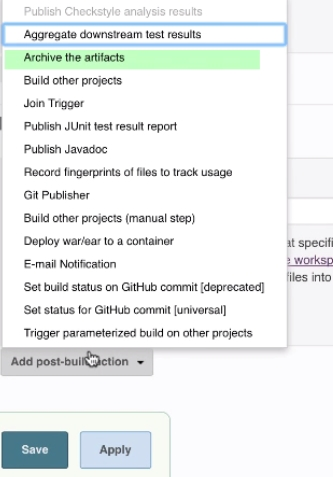 Publish Checkstyle analysis results
Aggregate downstream test results
Archive the artifacts
Build other projects
Join Trigger
Publish JUnit test result report
Publish Javadoc
Record fingerprints of files to track usage
Git Publisher
Build other projects (manual step)
at specifi
Deploy war/ear to a container
e worksp
E-mail Notification
files into
Set build status on GitHub commit [deprecated]
Set status for GitHub commit [universal]
Trigger parameterized build on other projects
Add post-build action
Save
Apply